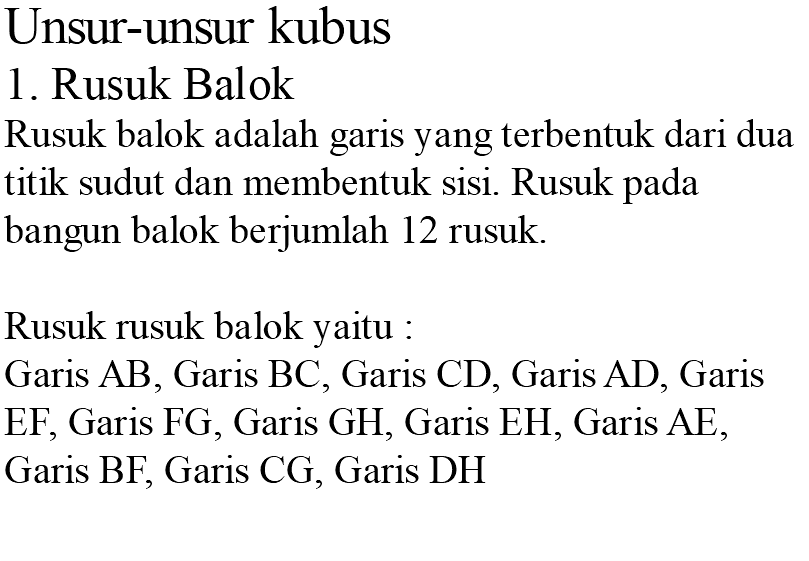 Unsur-unsur kubus
1. Rusuk Balok
Rusuk balok adalah garis yang terbentuk dari dua
titik sudut dan membentuk sisi. Rusuk pada
bangun balok berjumlah 12 rusuk.
Rusuk rusuk balok yaitu :
Garis AB, Garis BC, Garis CD, Garis AD, Garis
EF, Garis FG, Garis GH, Garis EH, Garis AE,
Garis BF, Garis CG, Garis DH